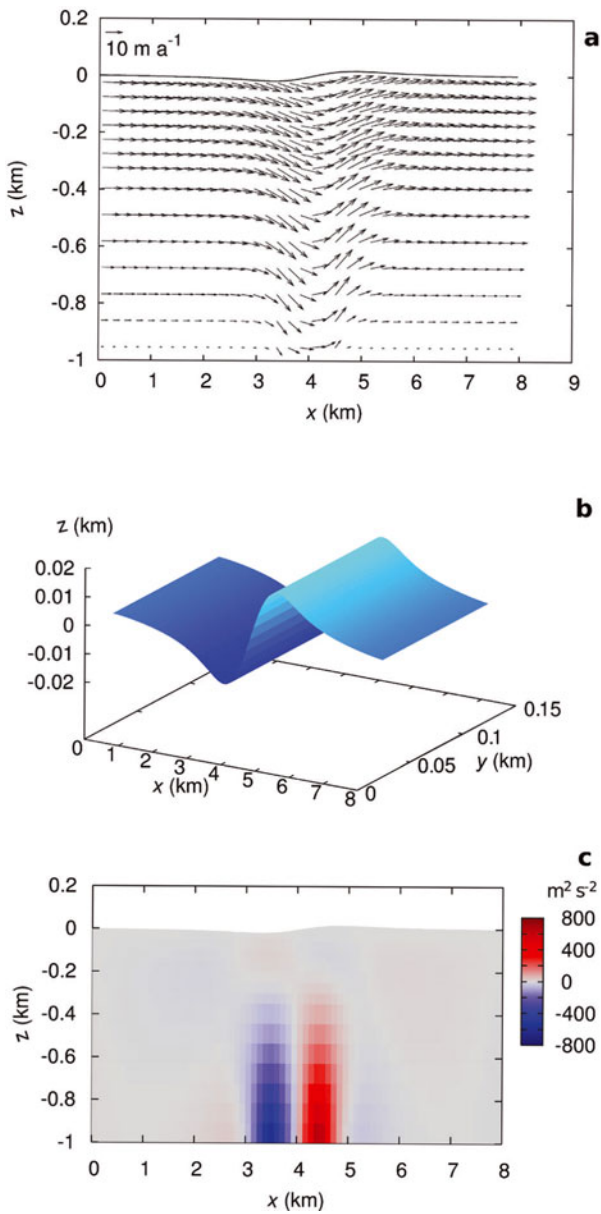 a
10 m a⁻¹
0.2
0
-0.2
-0.4
-0.6
-0.8
-1
z (km)
0 1 2 3 4 5 6 7 8 9
x (km)
b
z (km)
0.02
0.01
0
-0.01
-0.02
0 1 2 3 4 5 6 7 8
x (km)
0 0.05 0.1 0.15
y (km)
c
0.2
0
-0.2
-0.4
-0.6
-0.8
-1
z (km)
0 1 2 3 4 5 6 7 8
x (km)
m² s⁻²
800
400
0
-400
-800